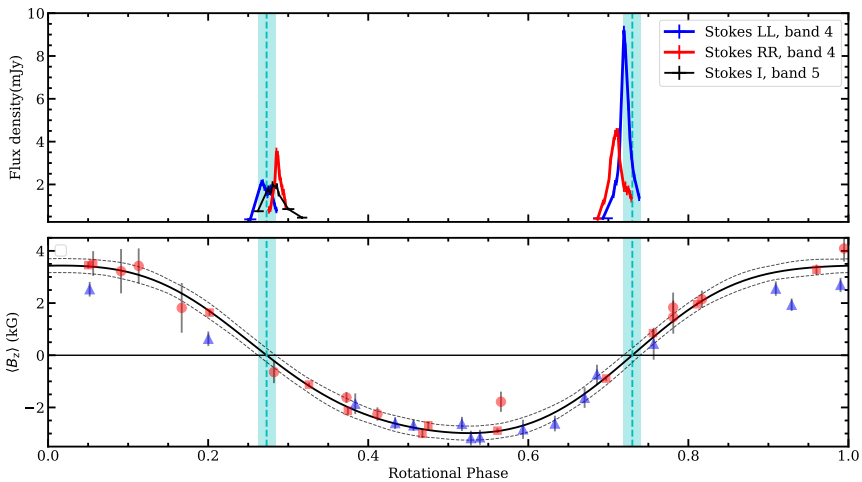 10
8
6
4
2
Flux density(mJy)
Stokes LL, band 4
Stokes RR, band 4
Stokes I, band 5
4
2
0
−2
⟨B_z⟩ (kG)
0.0 0.2 0.4 0.6 0.8 1.0
Rotational Phase